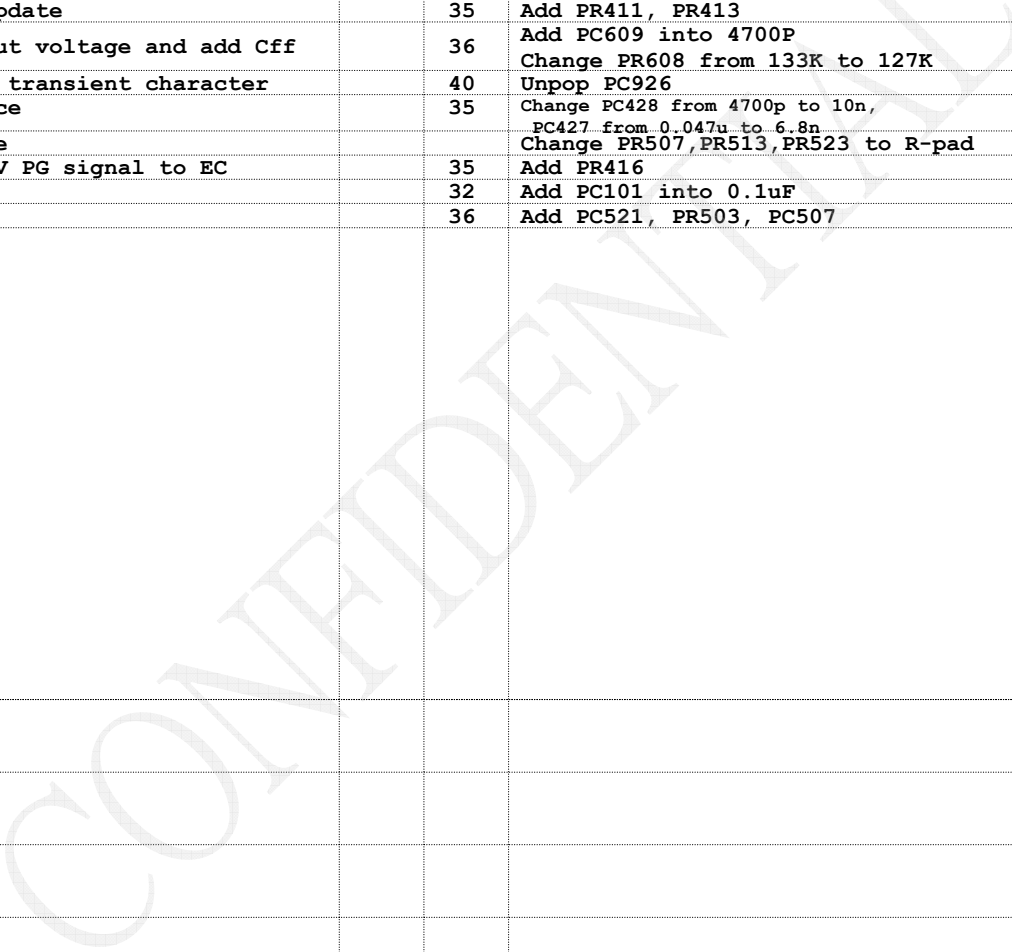 35 Add PR411, PR413
ut voltage and add Cff 36 Add PC609 into 4700P
Change PR608 from 133K to 127K
transient character 40 Unpop PC926
35 Change PC428 from 4700p to 10n,
PC427 from 0.047u to 6.8n
Change PR507,PR513,PR523 to R-pad
PG signal to EC 35 Add PR416
32 Add PC101 into 0.1uF
36 Add PC521, PR503, PC507
CONFIDENTIAL